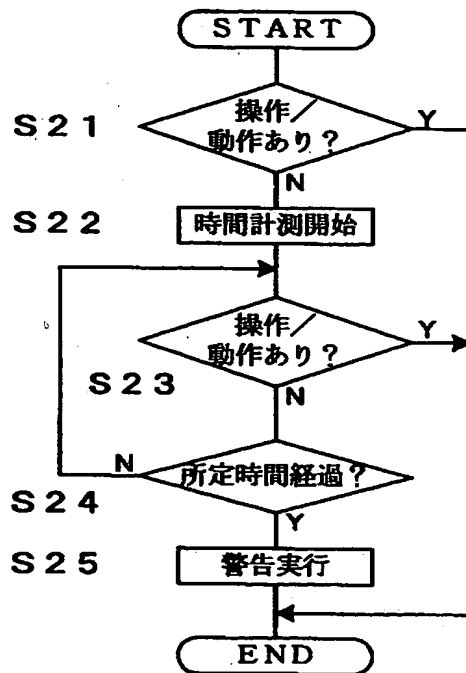 START
S21
操作／
動作あり？
Y
N
S22
時間計測開始
操作／
動作あり？
Y
S23
N
N
所定時間経過？
S24
Y
S25
警告実行
END